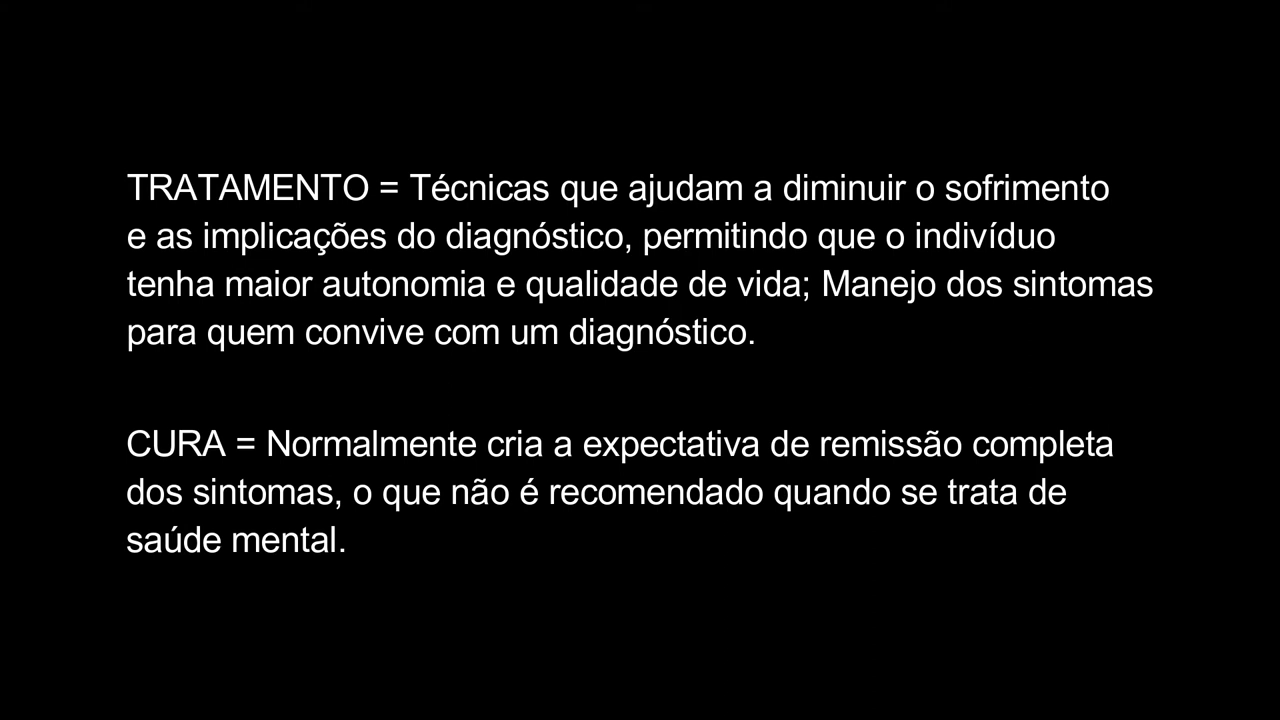 TRATAMENTO = Técnicas que ajudam a diminuir o sofrimento
e as implicações do diagnóstico, permitindo que o indivíduo
tenha maior autonomia e qualidade de vida; Manejo dos sintomas
para quem convive com um diagnóstico.
CURA = Normalmente cria a expectativa de remissão completa
dos sintomas, o que não é recomendado quando se trata de
saúde mental.